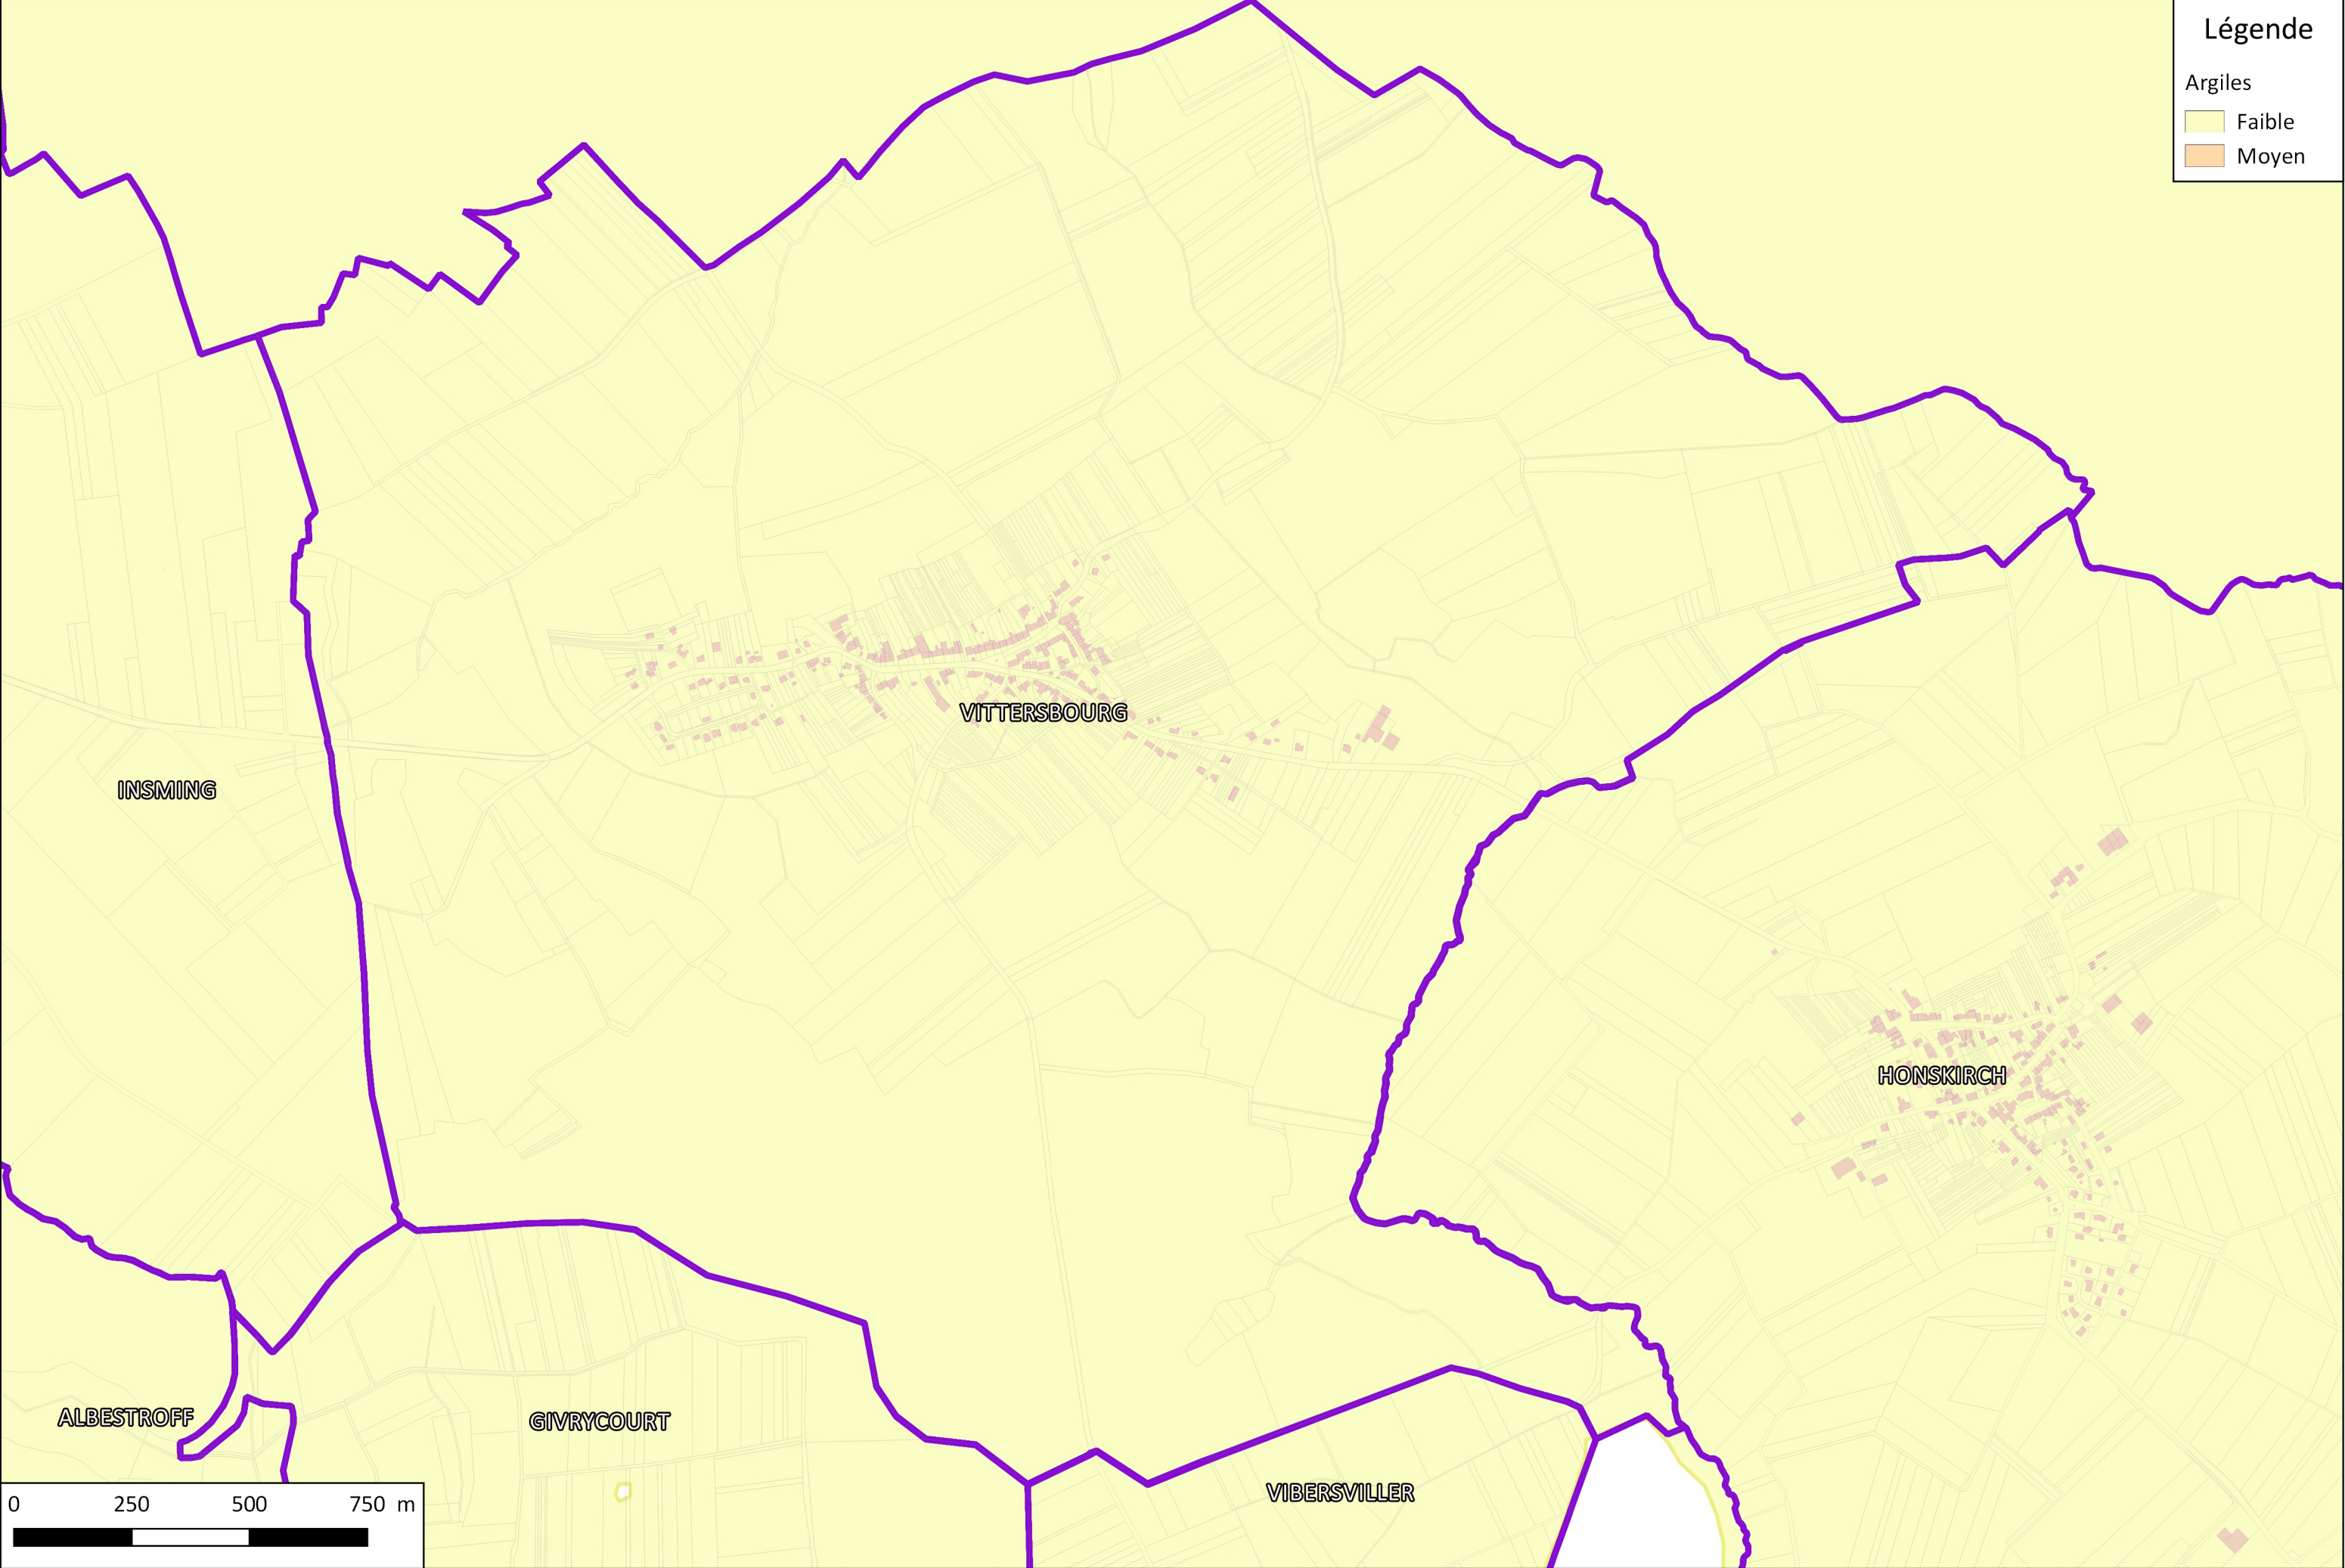 Légende
Argiles
Faible
Moyen
VITTERSBOURG
INSMING
HONSKIRCH
ALBESTROFF
GIVRYCOURT
VIBERSVILLER
0 250 500 750 m